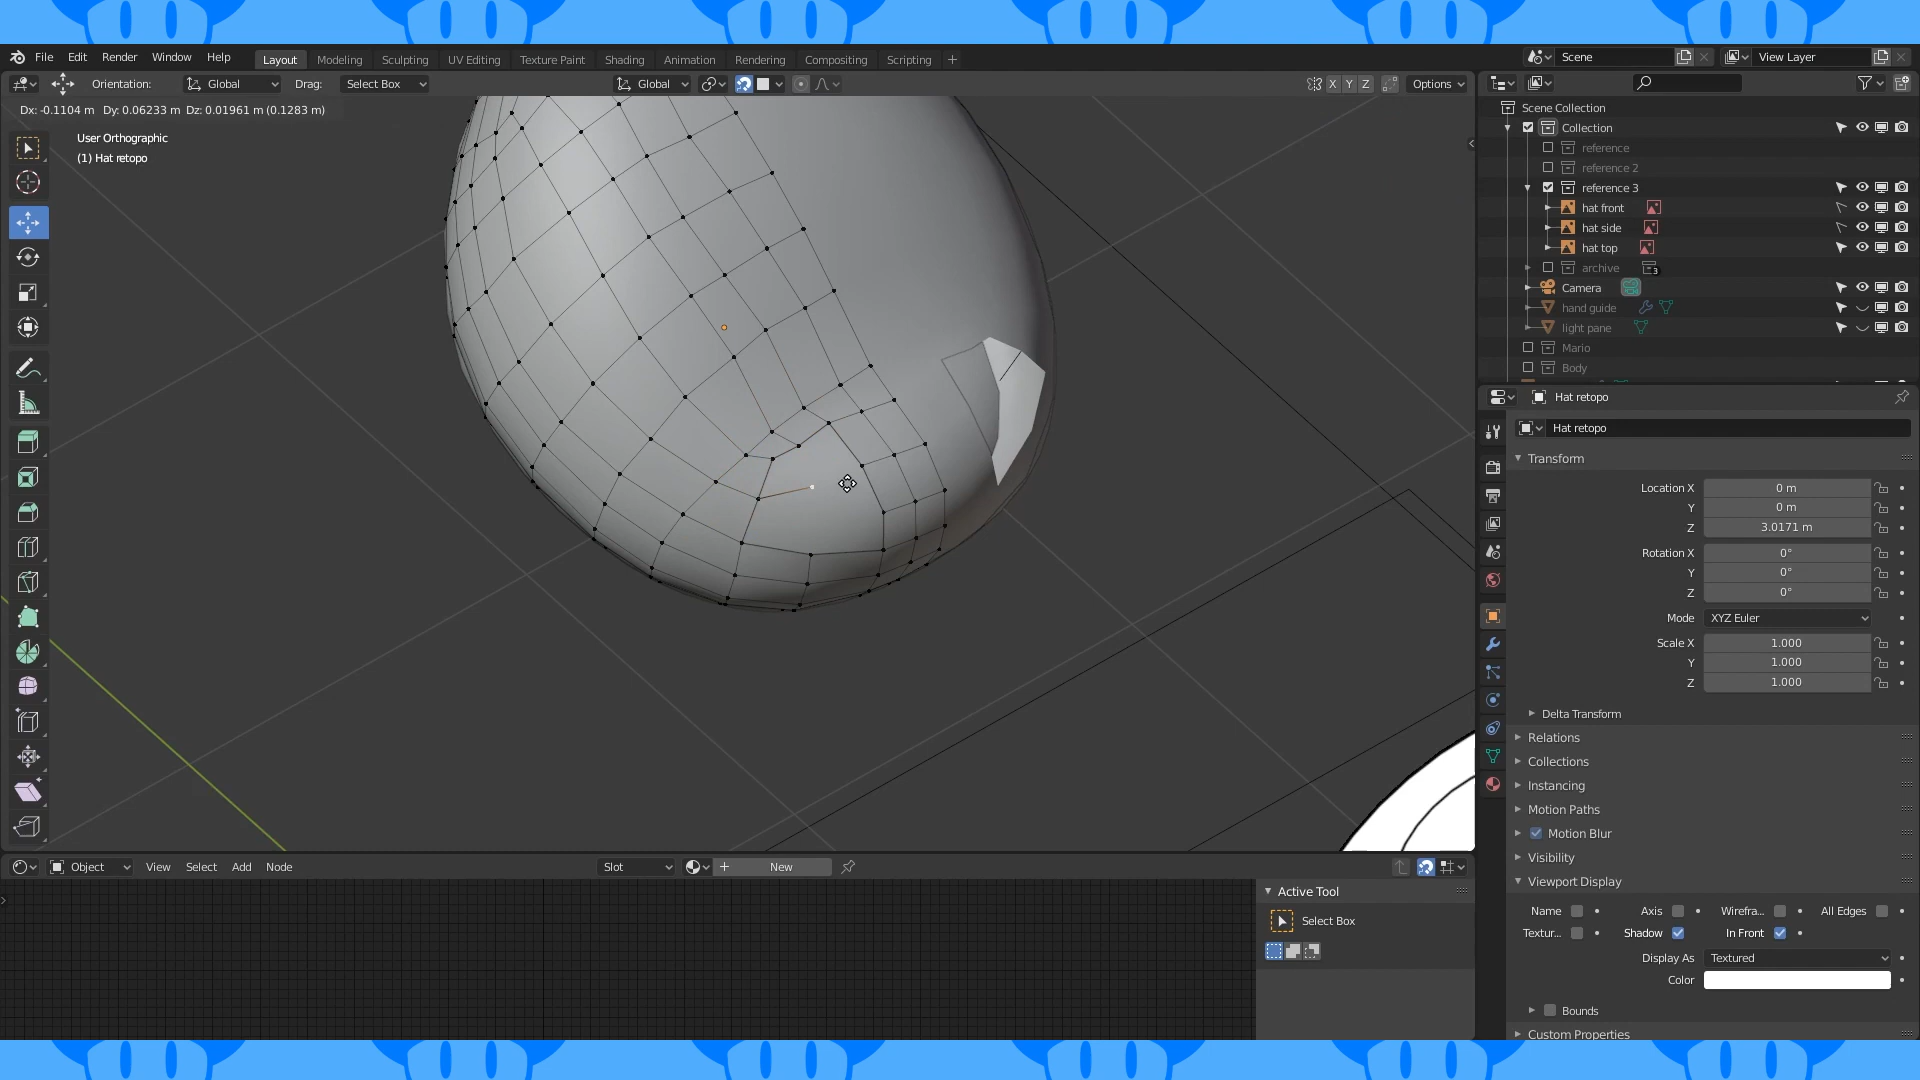 File Edit Render Window Help Layout Modeling Sculpting UV Editing Texture Paint Shading Animation Rendering Compositing Scripting + Scene View Layer
Orientation: Global Drag: Select Box Global X Y Z Options
Dx: -0.1104 m Dy: 0.06233 m Dz: 0.01961 m (0.1283 m)
User Orthographic
(1) Hat retopo
Scene Collection
Collection
reference
reference 2
reference 3
hat front
hat side
hat top
archive 3
Camera
hand guide
light pane
Mario
Body
Hat retopo
Hat retopo
Transform
Location X 0 m
Y 0 m
Z 3.0171 m
Rotation X 0°
Y 0°
Z 0°
Mode XYZ Euler
Scale X 1.000
Y 1.000
Z 1.000
Delta Transform
Relations
Collections
Instancing
Motion Paths
Motion Blur
Visibility
Viewport Display
Name Axis Wirefra... All Edges
Textur... Shadow In Front
Display As Textured
Color
Bounds
Custom Properties
Object View Select Add Node Slot + New
Active Tool
Select Box